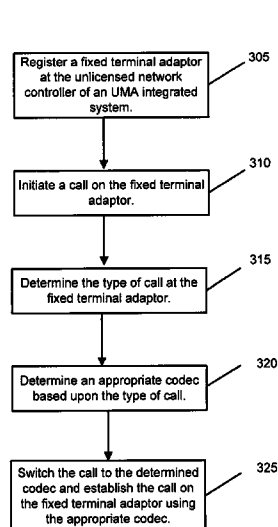 Register a fixed terminal adaptor
at the unlicensed network
controller of an UMA integrated
system.
305
Initiate a call on the fixed terminal
adaptor.
310
Determine the type of call at the
fixed terminal adaptor.
315
Determine an appropriate codec
based upon the type of call.
320
Switch the call to the determined
codec and establish the call on
the fixed terminal adaptor using
the appropriate codec.
325